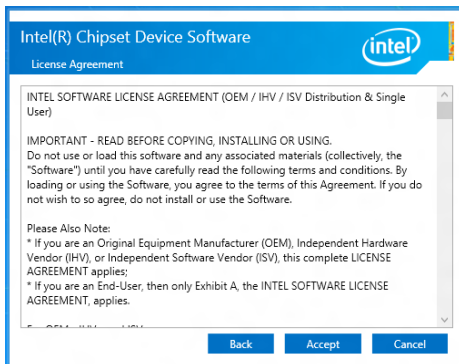 Intel(R) Chipset Device Software
intel
License Agreement
INTEL SOFTWARE LICENSE AGREEMENT (OEM / IHV / ISV Distribution & Single
User)
IMPORTANT - READ BEFORE COPYING, INSTALLING OR USING.
Do not use or load this software and any associated materials (collectively, the
"Software") until you have carefully read the following terms and conditions. By
loading or using the Software, you agree to the terms of this Agreement. If you do
not wish to so agree, do not install or use the Software.
Please Also Note:
* If you are an Original Equipment Manufacturer (OEM), Independent Hardware
Vendor (IHV), or Independent Software Vendor (ISV), this complete LICENSE
AGREEMENT applies;
* If you are an End-User, then only Exhibit A, the INTEL SOFTWARE LICENSE
AGREEMENT, applies.
Back Accept Cancel